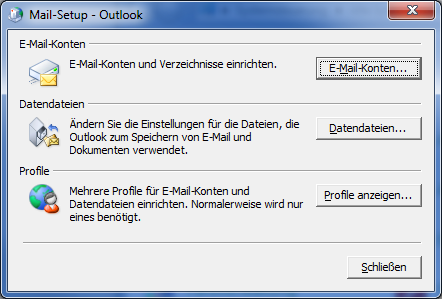 Mail-Setup - Outlook
E-Mail-Konten
E-Mail-Konten und Verzeichnisse einrichten.
E-Mail-Konten...
Datendateien
Ändern Sie die Einstellungen für die Dateien, die
Outlook zum Speichern von E-Mail und
Dokumenten verwendet.
Datendateien...
Profile
Mehrere Profile für E-Mail-Konten und
Datendateien einrichten. Normalerweise wird nur
eines benötigt.
Profile anzeigen...
Schließen